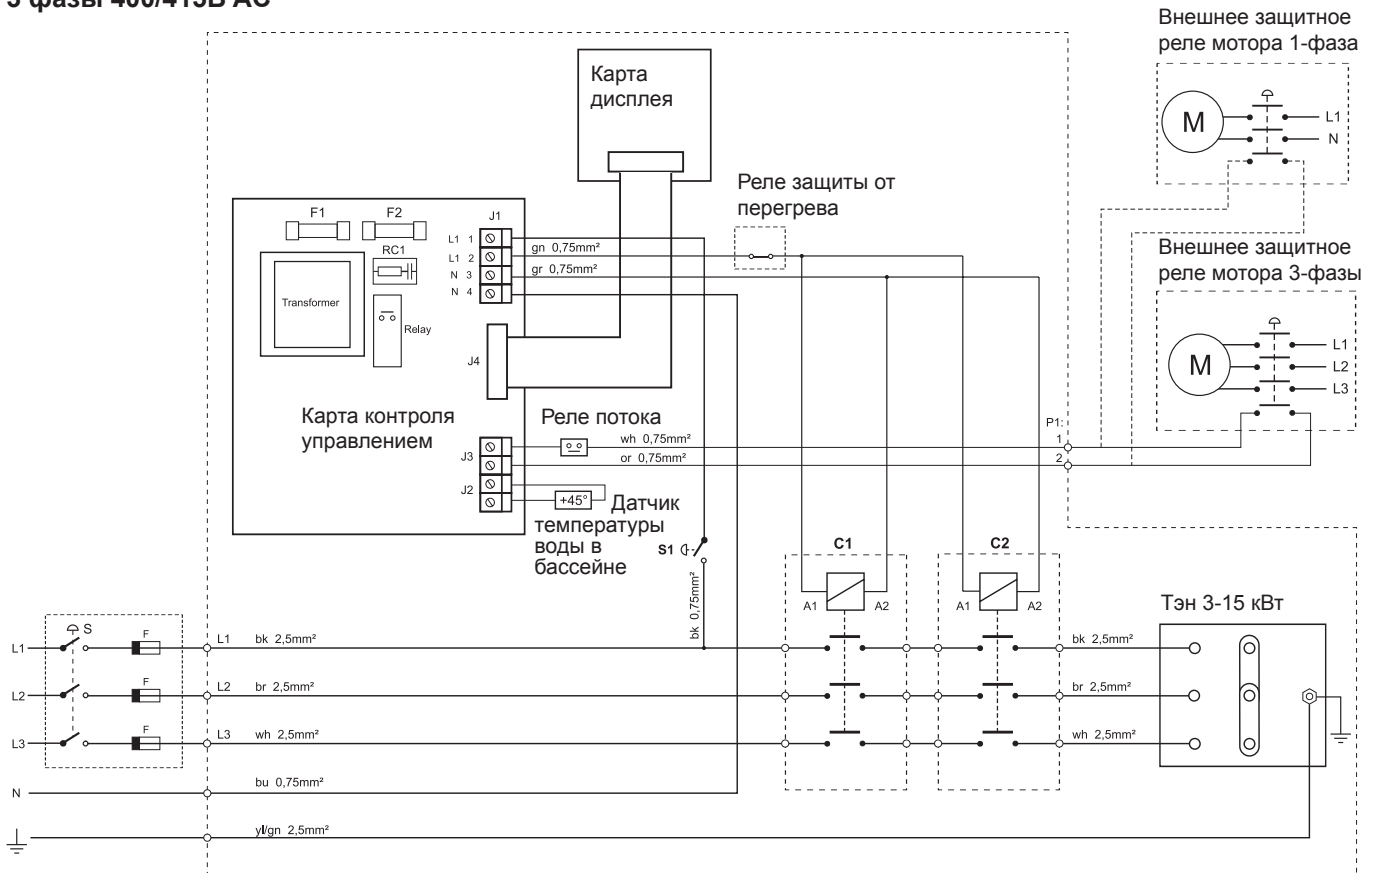 3 фазы 400/415В AC
Внешнее защитное
реле мотора 1-фаза
M
L1
N
Карта
дисплея
Реле защиты от
перегрева
F1
F2
J1
RC1
L1 1
L1 2
N 3
N 4
gn 0,75mm²
gr 0,75mm²
Transformer
Relay
J4
Внешнее защитное
реле мотора 3-фазы
M
L1
L2
L3
Карта контроля
управлением
Реле потока
J3
J2
wh 0,75mm²
or 0,75mm²
P1:
1
2
+45°
Датчик
температуры
воды в
бассейне
S1
bk 0,75mm²
C1
C2
A1
A2
A1
A2
Тэн 3-15 кВт
S
L1
F
L1
bk 2,5mm²
bk 2,5mm²
L2
F
L2
br 2,5mm²
br 2,5mm²
L3
F
L3
wh 2,5mm²
wh 2,5mm²
N
bu 0,75mm²
yl/gn 2,5mm²